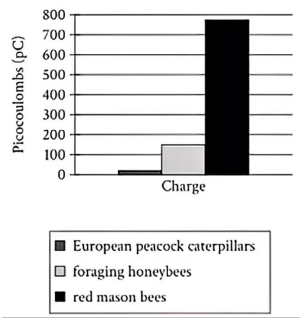 Picocoulombs (pC)
800
700
600
500
400
300
200
100
0
Charge
European peacock caterpillars
foraging honeybees
red mason bees